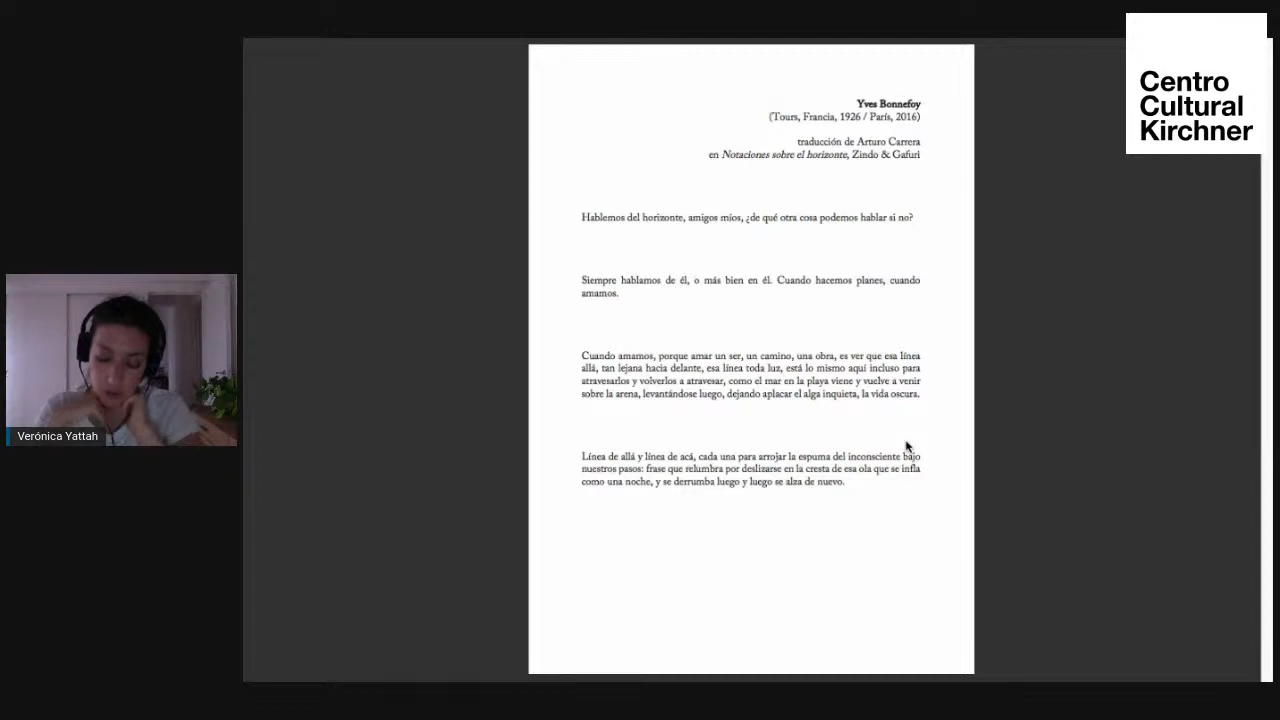 Centro
Cultural
Kirchner
Yves Bonnefoy
(Tours, Francia, 1926 / París, 2016)
traducción de Arturo Carrera
en Notaciones sobre el horizonte, Zindo & Gafuri
Hablemos del horizonte, amigos míos, ¿de qué otra cosa podemos hablar si no?
Siempre hablamos de él, o más bien en él. Cuando hacemos planes, cuando
amamos.
Cuando amamos, porque amar un ser, un camino, una obra, es ver que esa línea
allá, tan lejana hacia delante, esa línea toda luz, está lo mismo aquí incluso para
atravesarlos y volverlos a atravesar, como el mar en la playa viene y vuelve a venir
sobre la arena, levantándose luego, dejando aplacar el alga inquieta, la vida oscura.
Línea de allá y línea de acá, cada una para arrojar la espuma del inconsciente bajo
nuestros pasos: frase que relumbra por deslizarse en la cresta de esa ola que se infla
como una noche, y se derrumba luego y luego se alza de nuevo.
Verónica Yattah